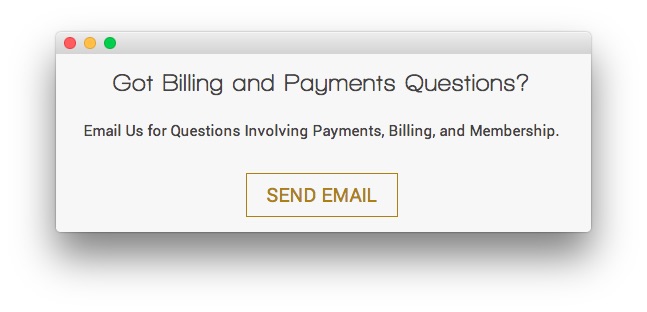 Got Billing and Payments Questions?
Email Us for Questions Involving Payments, Billing, and Membership.
SEND EMAIL